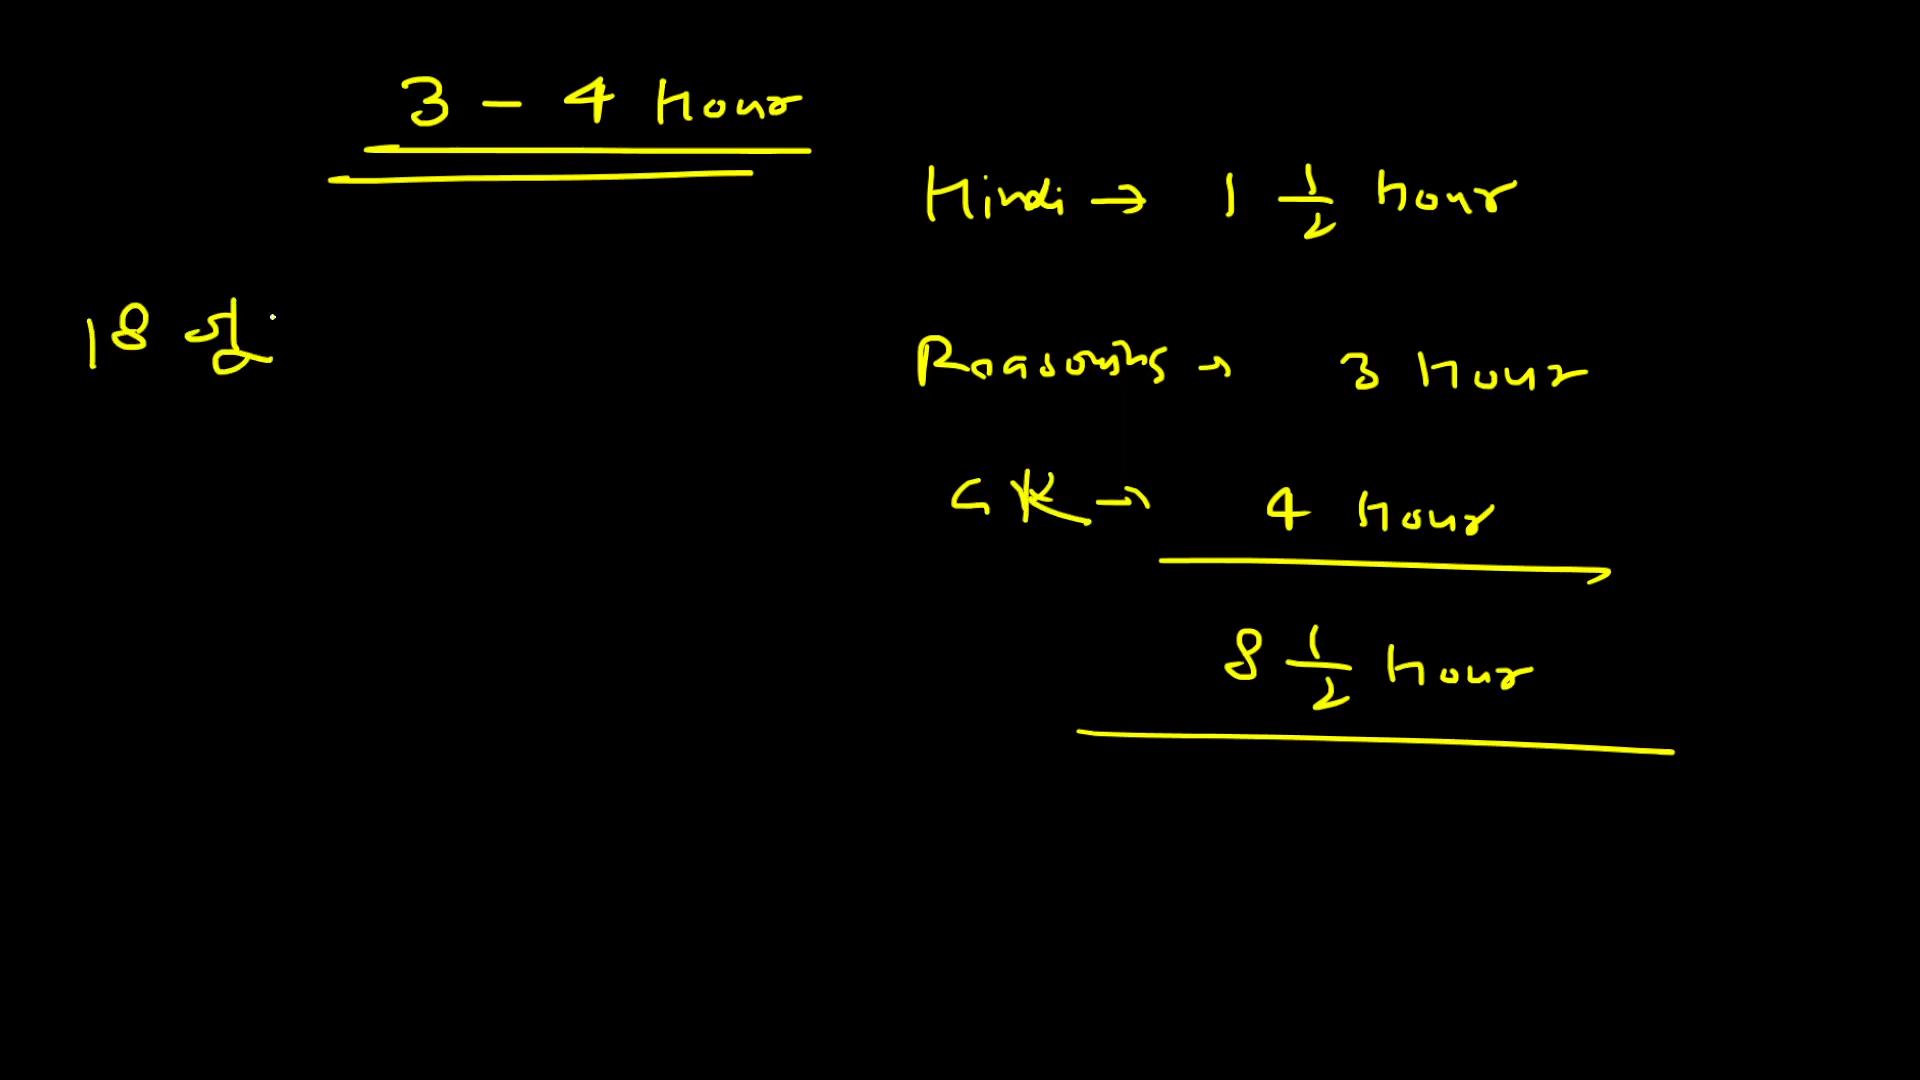 3 - 4 Hour
Hindi → 1 1/2 hour
18
Reasoning → 3 Hour
GK → 4 Hour
8 1/2 hour